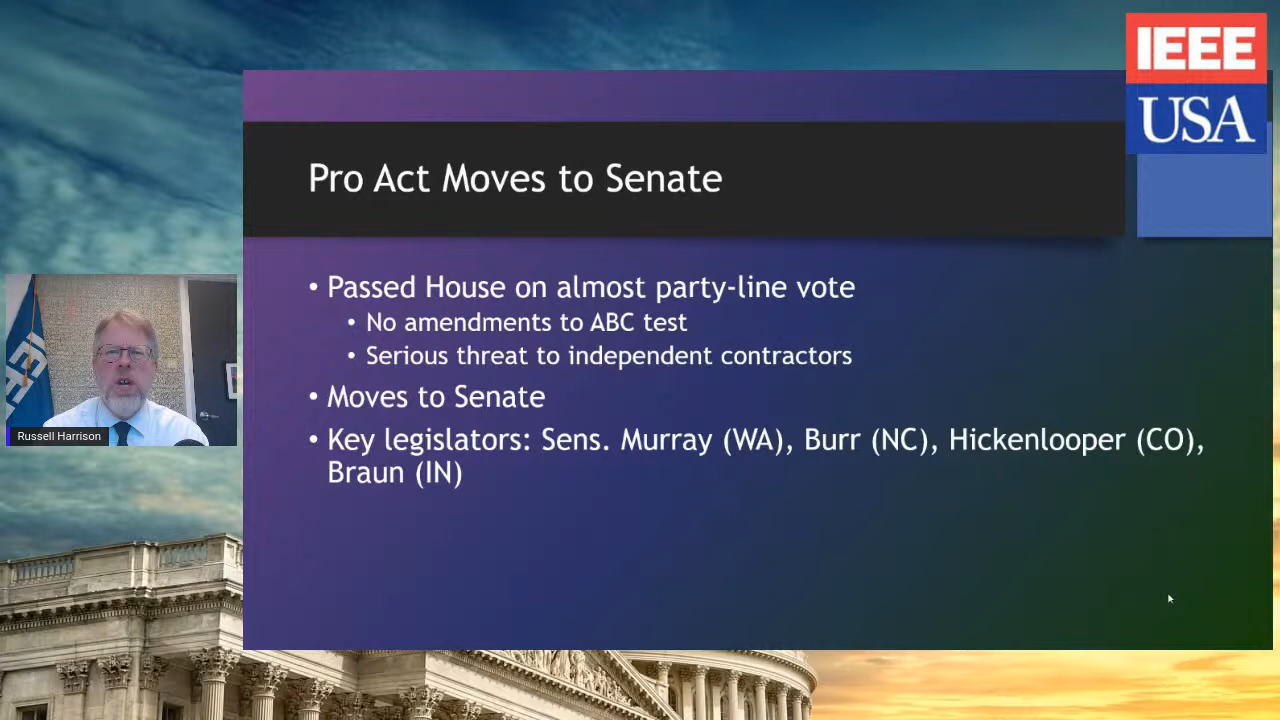 IEEE
USA
Pro Act Moves to Senate
• Passed House on almost party-line vote
• No amendments to ABC test
• Serious threat to independent contractors
• Moves to Senate
• Key legislators: Sens. Murray (WA), Burr (NC), Hickenlooper (CO),
Braun (IN)
IEEE
Russell Harrison